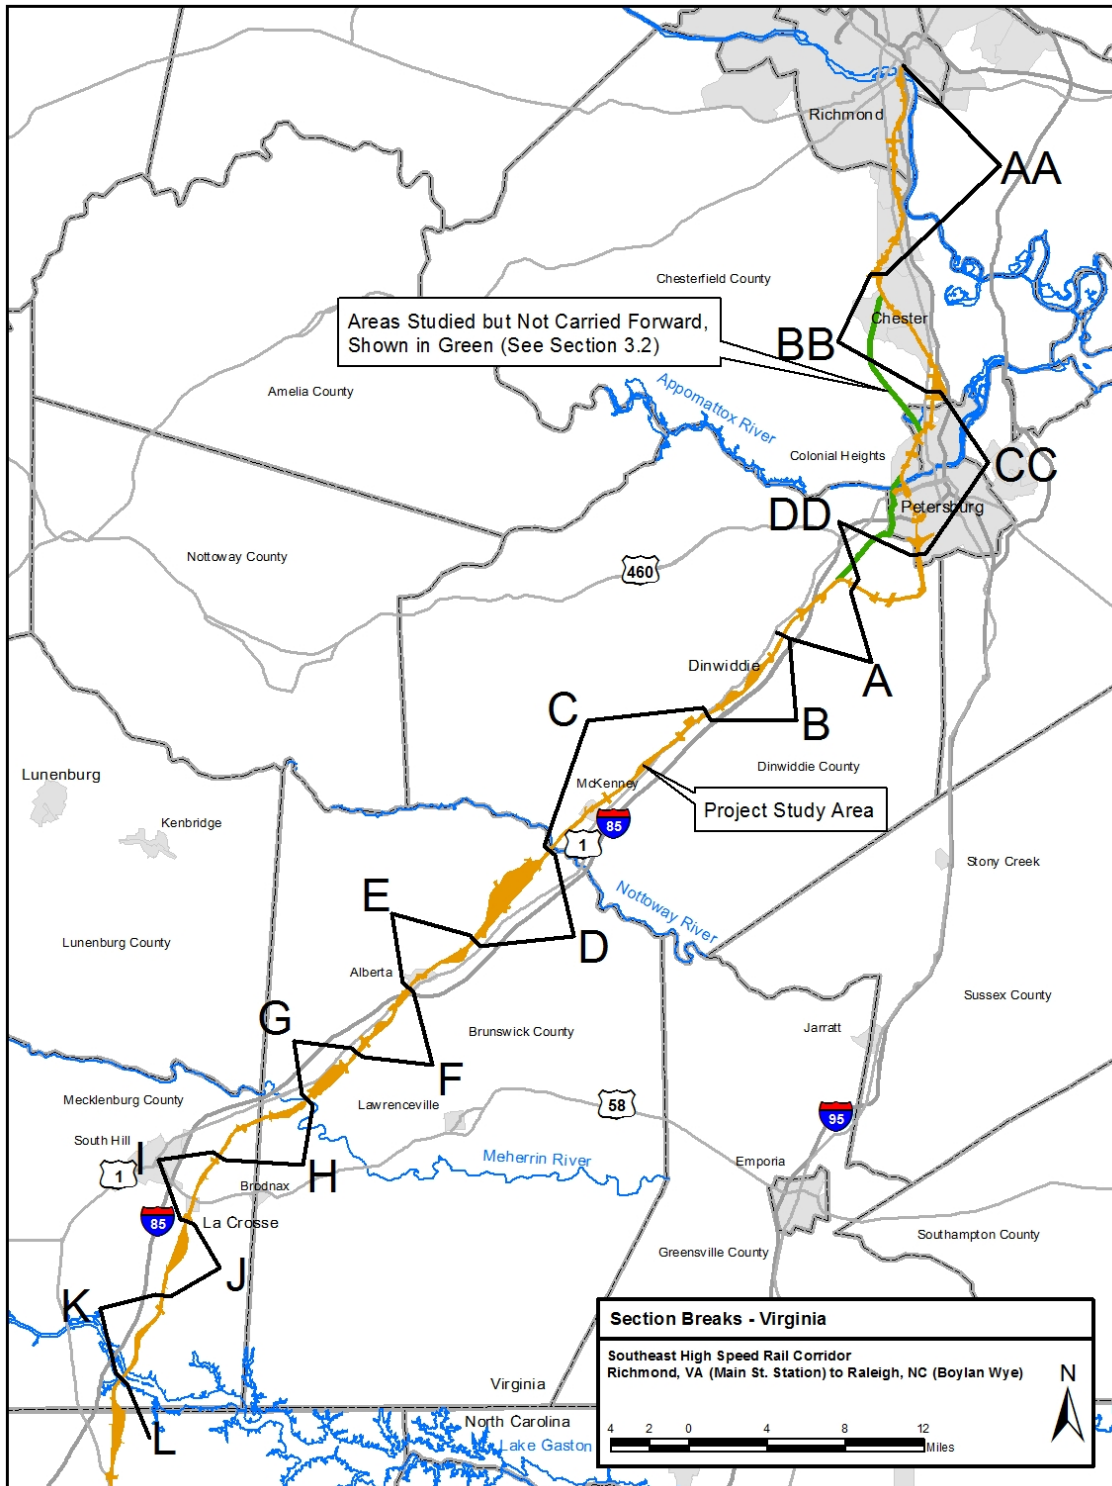 Richmond
AA
Chesterfield County
Areas Studied but Not Carried Forward,
Shown in Green (See Section 3.2)
Chester
BB
Amelia County
Appomattox River
Colonial Heights
CC
DD
Petersburg
Nottoway County
460
Dinwiddie
A
C
B
Dinwiddie County
Lunenburg
McKenney
Project Study Area
Kenbridge
85
1
Stony Creek
E
Nottoway River
Lunenburg County
D
Alberta
Sussex County
G
Brunswick County
Jarratt
F
Mecklenburg County
Lawrenceville
58
95
South Hill
I
Meherrin River
Emporia
1
H
Brodnax
85
La Crosse
Southampton County
Greensville County
J
K
Section Breaks - Virginia
Southeast High Speed Rail Corridor
Richmond, VA (Main St. Station) to Raleigh, NC (Boylan Wye)
N
Virginia
North Carolina
L
Lake Gaston
4 2 0 4 8 12
Miles